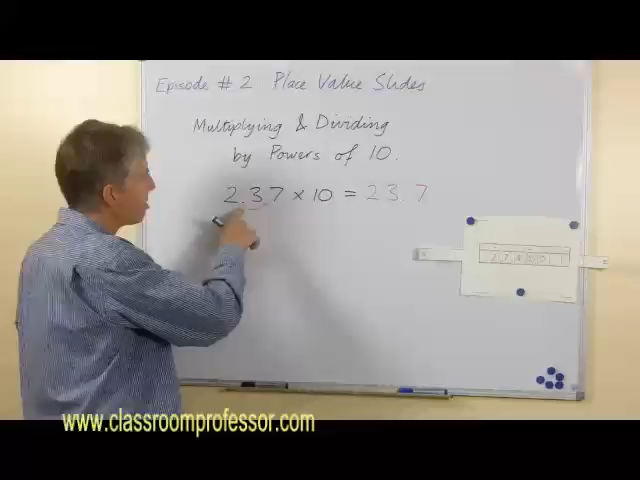 Episode # 2 Place Value Slides
Multiplying & Dividing
by Powers of 10.
2.37 × 10 = 23.7
www.classroomprofessor.com